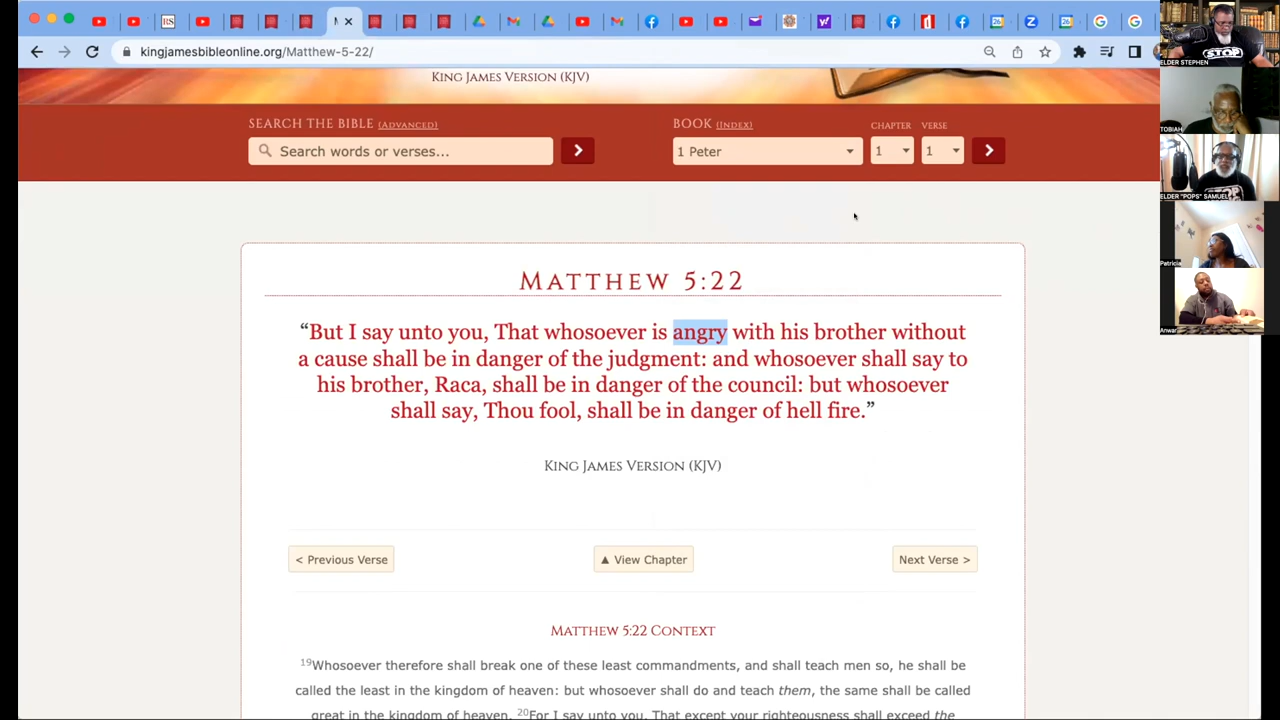 kingjamesbibleonline.org/Matthew-5-22/
King James Version (KJV)
Search the Bible (Advanced)
Book (Index)
Chapter
Verse
Search words or verses...
1 Peter
1
1
Matthew 5:22
“But I say unto you, That whosoever is angry with his brother without
a cause shall be in danger of the judgment: and whosoever shall say to
his brother, Raca, shall be in danger of the council: but whosoever
shall say, Thou fool, shall be in danger of hell fire.”
King James Version (KJV)
< Previous Verse
▲ View Chapter
Next Verse >
Matthew 5:22 Context
19Whosoever therefore shall break one of these least commandments, and shall teach men so, he shall be
called the least in the kingdom of heaven: but whosoever shall do and teach them, the same shall be called
great in the kingdom of heaven. 20For I say unto you, That except your righteousness shall exceed the
STOP
ELDER STEPHEN
TOBIAH
ELDER "POPS" SAMUEL
Patricia
Anwar